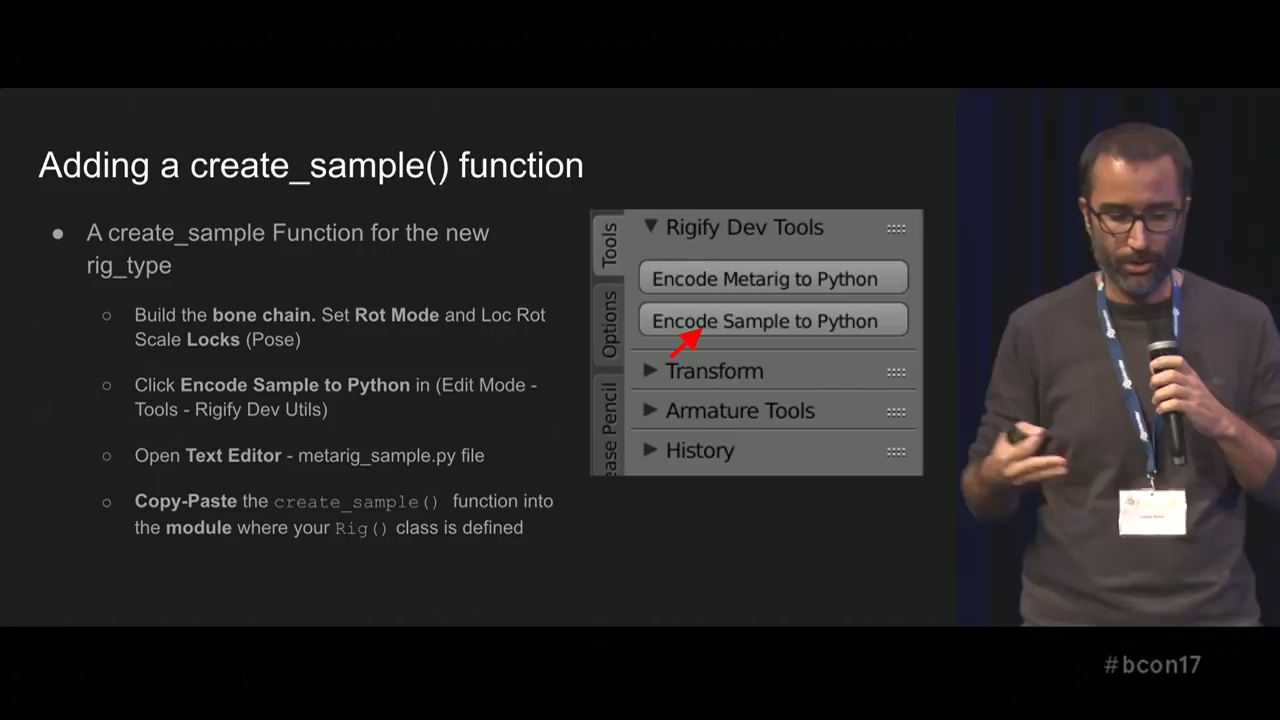 Adding a create_sample() function
● A create_sample Function for the new
rig_type
○ Build the bone chain. Set Rot Mode and Loc Rot
Scale Locks (Pose)
○ Click Encode Sample to Python in (Edit Mode -
Tools - Rigify Dev Utils)
○ Open Text Editor - metarig_sample.py file
○ Copy-Paste the create_sample() function into
the module where your Rig() class is defined
Tools
Options
ease Pencil
Rigify Dev Tools
Encode Metarig to Python
Encode Sample to Python
Transform
Armature Tools
History
#bcon17